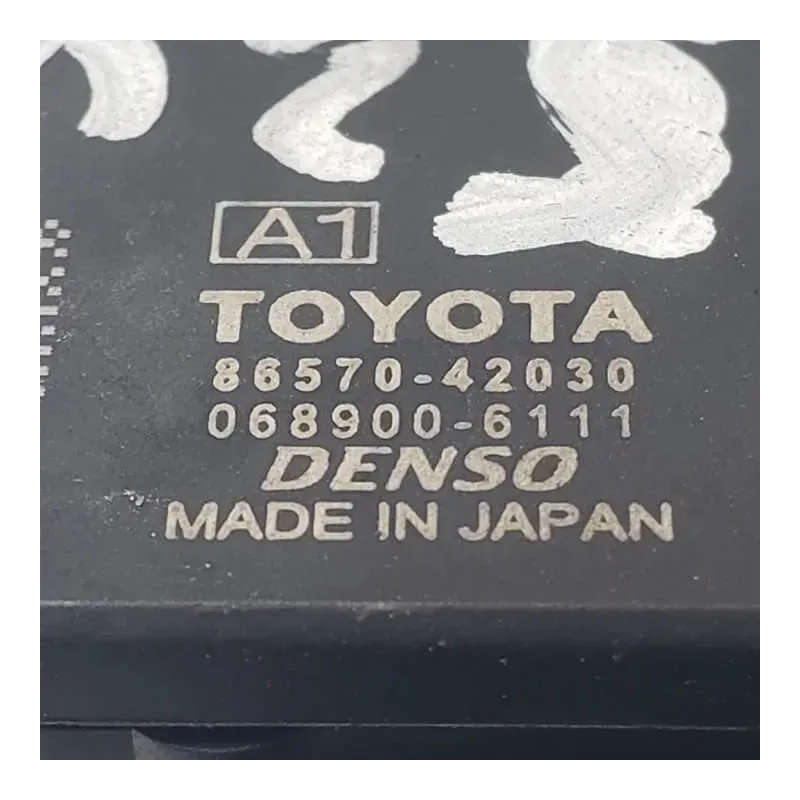 A1
TOYOTA
86570-42030
068900-6111
DENSO
MADE IN JAPAN